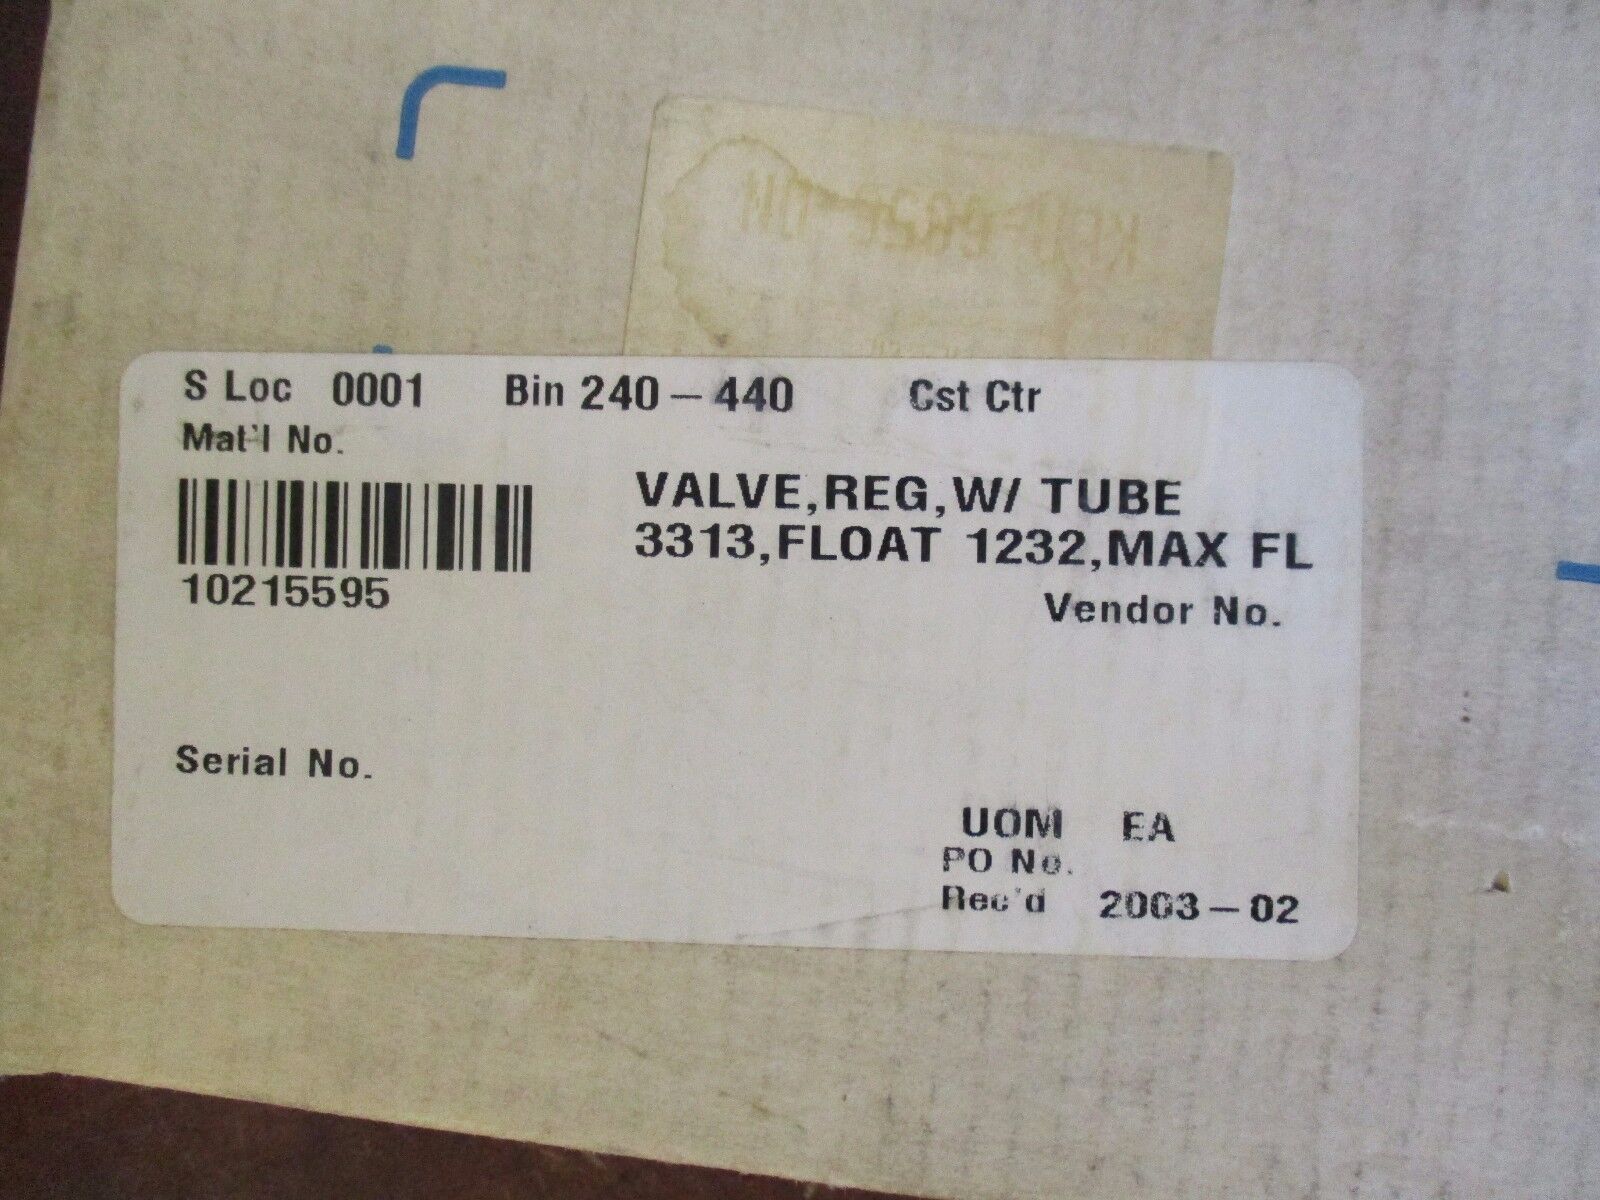 S Loc 0001 Bin 240-440 Cst Ctr
Mat'l No.
VALVE,REG,W/ TUBE
3313,FLOAT 1232,MAX FL
10215595
Vendor No.
Serial No.
UOM EA
PO No.
Rec'd 2003-02